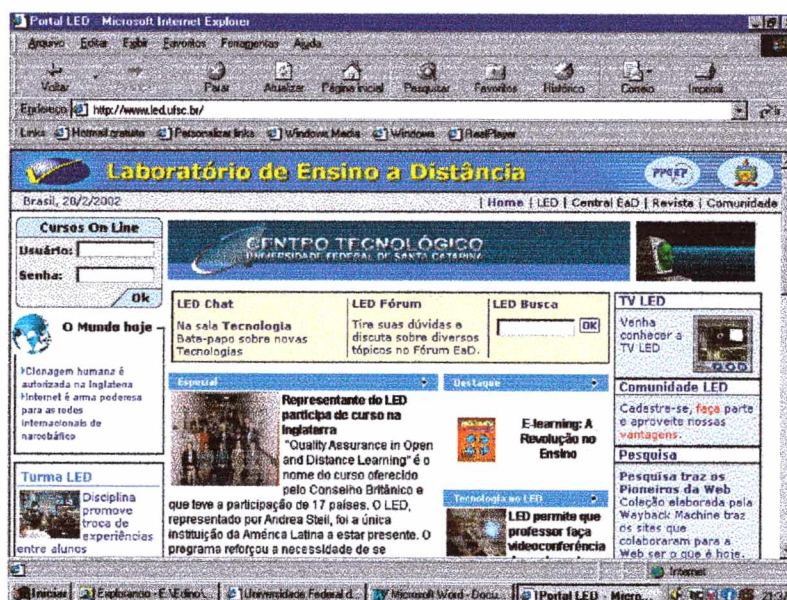 Portal LED - Microsoft Internet Explorer
Arquivo Editar Exibir Favoritos Ferramentas Ajuda
Voltar Parar Atualizar Página inicial Pesquisar Favoritos Histórico Correio Imprimir
Endereço http://www.led.ufsc.br/
Links Hotmail gratuito Personalizar links Windows Media Windows RealPlayer
Laboratório de Ensino a Distância
PPGEP
Brasil, 20/2/2002
| Home | LED | Central EaD | Revista | Comunidade
Cursos On Line
Usuário:
Senha:
Ok
CENTRO TECNOLÓGICO
UNIVERSIDADE FEDERAL DE SANTA CATARINA
O Mundo hoje
Clonagem humana é
autorizada na Inglaterra
Internet é arma poderosa
para as redes
internacionais de
narcotráfico
Turma LED
Disciplina
promove
troca de
experiências
entre alunos
LED Chat
Na sala Tecnologia
Bate-papo sobre novas
Tecnologias
LED Fórum
Tire suas dúvidas e
discuta sobre diversos
tópicos no Fórum EaD.
LED Busca
OK
Especial
Representante do LED
participa de curso na
Inglaterra
"Quality Assurance in Open
and Distance Learning" é o
nome do curso oferecido
pelo Conselho Britânico e
que teve a participação de 17 países. O LED,
representado por Andrea Steil, foi a única
instituição da América Latina a estar presente. O
programa reforçou a necessidade de se
Destaque
E-learning: A
Revolução no
Ensino
Tecnologia no LED
LED permite que
professor faça
videoconferência
TV LED
Venha
conhecer a
TV LED
Comunidade LED
Cadastre-se, faça parte
e aproveite nossas
vantagens.
Pesquisa
Pesquisa traz os
Pioneiros da Web
Coleção elaborada pela
Wayback Machine traz
os sites que
colaboraram para a
Web ser o que é hoje.
Internet
Iniciar Explorando - E:\Edino\... Universidade Federal d... Microsoft Word - Docu... Portal LED - Micro...